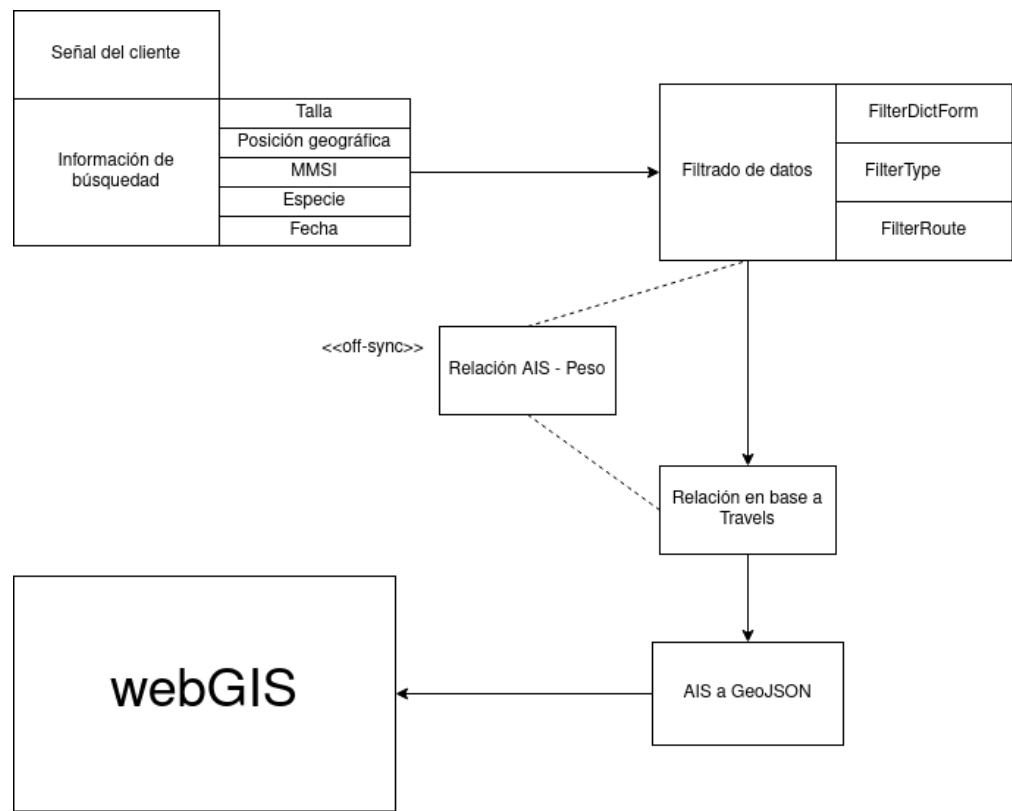 Señal del cliente
Información de
búsquedad
Talla
Posición geográfica
MMSI
Especie
Fecha
Filtrado de datos
FilterDictForm
FilterType
FilterRoute
<<off-sync>>
Relación AIS - Peso
Relación en base a
Travels
AIS a GeoJSON
webGIS